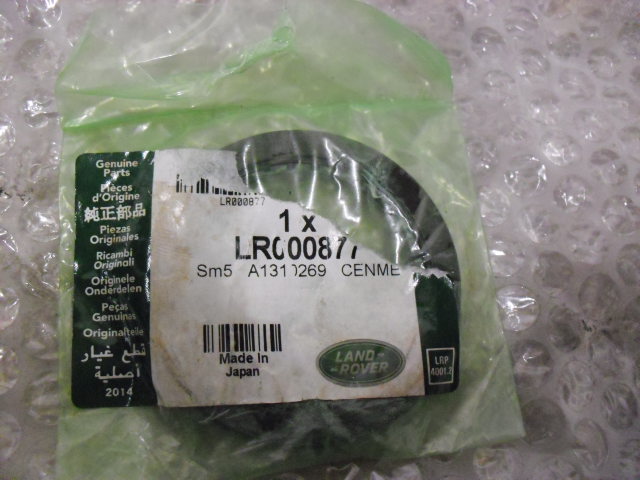 Genuine
Parts
Pièces
d'Origine
純正部品
Piezas
Originales
Ricambi
Originali
Originele
Onderdelen
Peças
Genuínas
Originalteile
قطع غيار
أصلية
2014
LR000877
1 x
LR000877
Sm5 A1310269 CENME
Made In
Japan
LAND
ROVER
LRP
4001.2